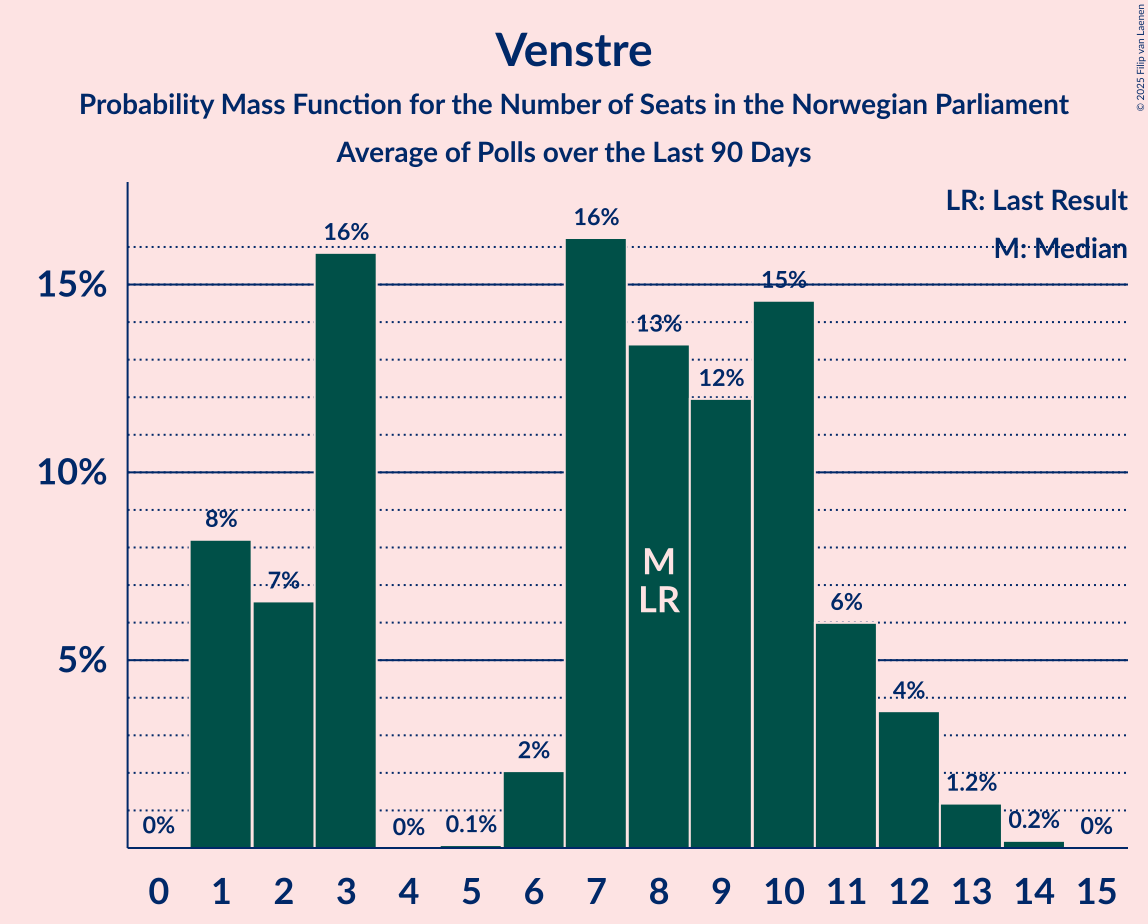 Venstre
Probability Mass Function for the Number of Seats in the Norwegian Parliament
Average of Polls over the Last 90 Days
© 2025 Filip van Laenen
LR: Last Result
M: Median
15%
10%
5%
0%
8%
7%
16%
0%
0.1%
2%
16%
13%
12%
15%
6%
4%
1.2%
0.2%
0%
M
LR
0 1 2 3 4 5 6 7 8 9 10 11 12 13 14 15